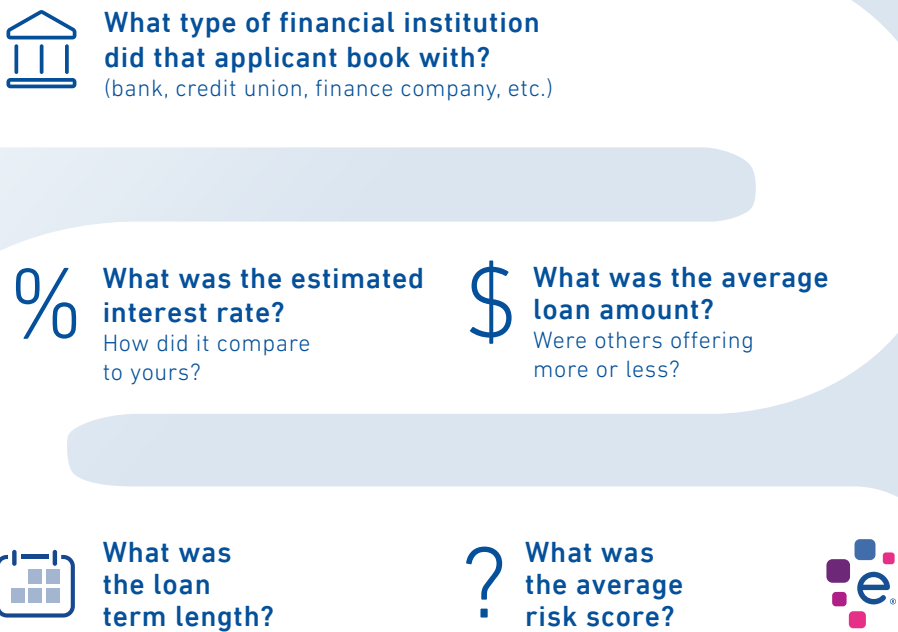 What type of financial institution
did that applicant book with?
(bank, credit union, finance company, etc.)
%
What was the estimated
interest rate?
How did it compare
to yours?
$
What was the average
loan amount?
Were others offering
more or less?
What was
the loan
term length?
?
What was
the average
risk score?
e®